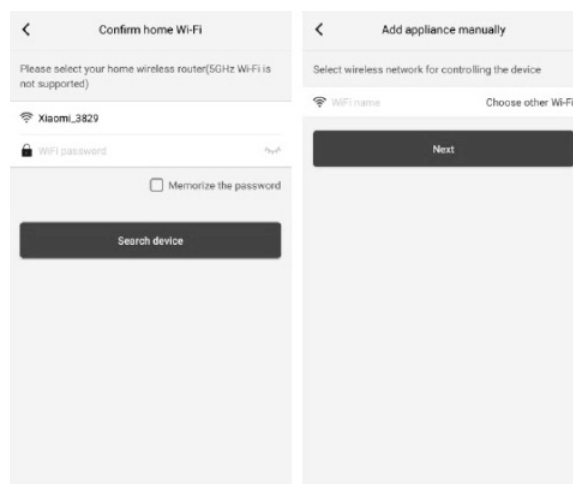 Confirm home Wi-Fi
Please select your home wireless router(5GHz Wi-Fi is
not supported)
Xiaomi_3829
WiFi password
Memorize the password
Search device
Add appliance manually
Select wireless network for controlling the device
WiFi name
Choose other Wi-Fi
Next